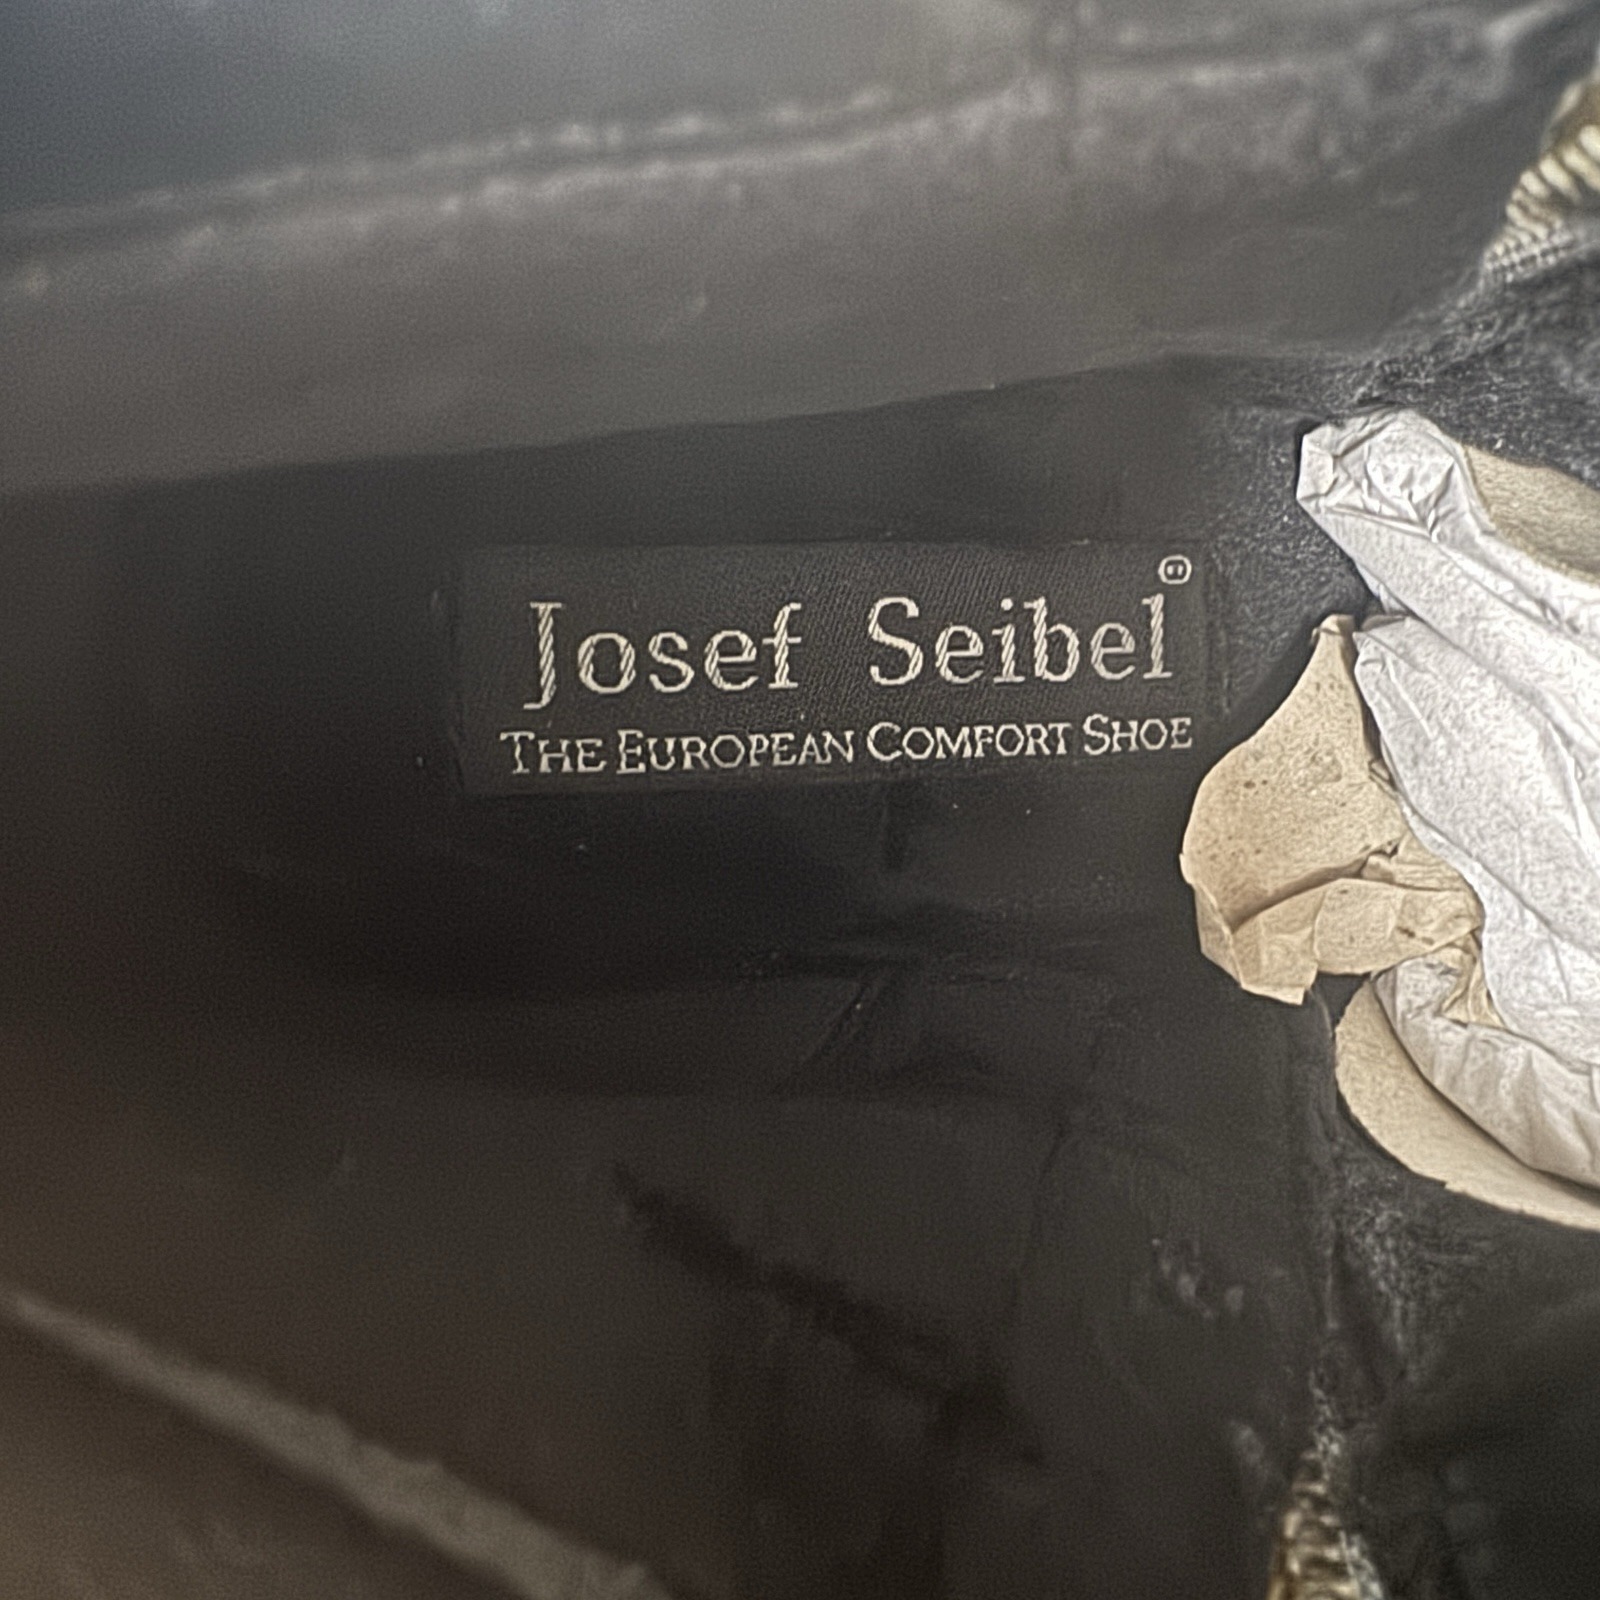 Josef Seibel®
THE EUROPEAN COMFORT SHOE